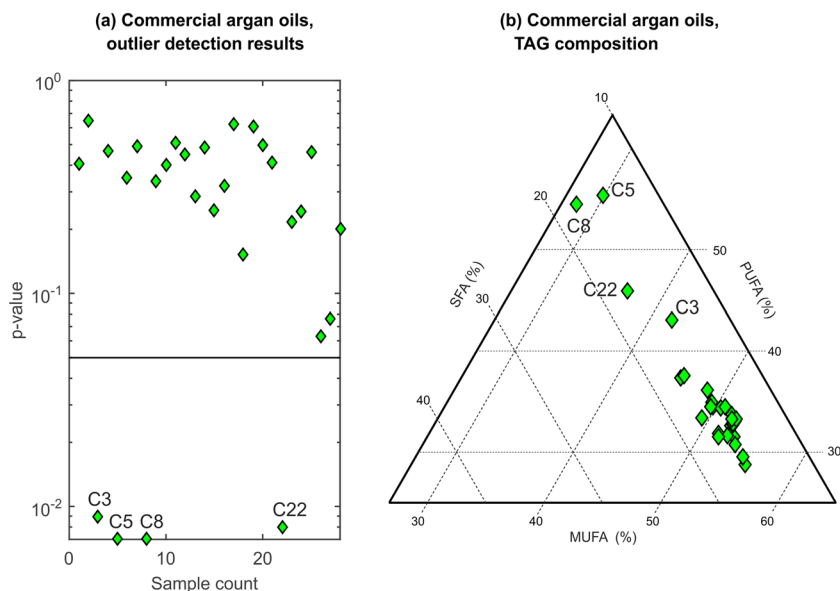 (a) Commercial argan oils,
outlier detection results
10⁰
10⁻¹
10⁻²
p-value
C3
C5
C8
C22
0
10
20
Sample count
(b) Commercial argan oils,
TAG composition
10
20
30
40
SFA (%)
50
40
30
PUFA (%)
C5
C8
C22
C3
30
40
50
60
MUFA (%)